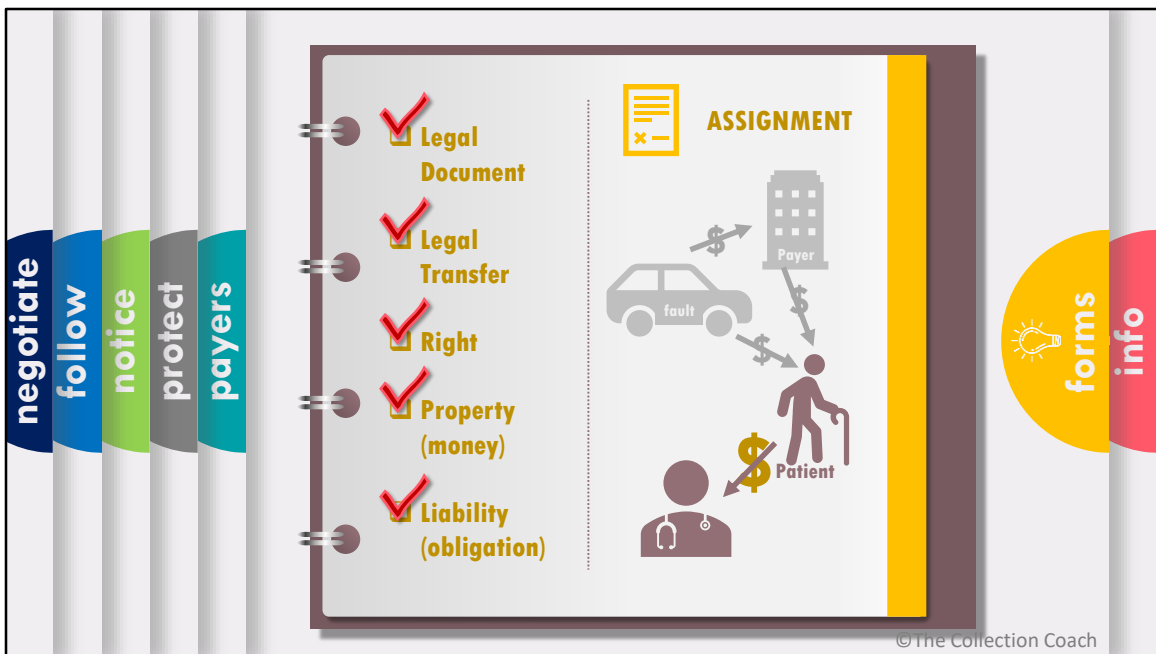 negotiate
follow
notice
protect
payers
Legal
Document
Legal
Transfer
Right
Property
(money)
Liability
(obligation)
ASSIGNMENT
$
Payer
fault
$
$
$
Patient
forms
info
©The Collection Coach